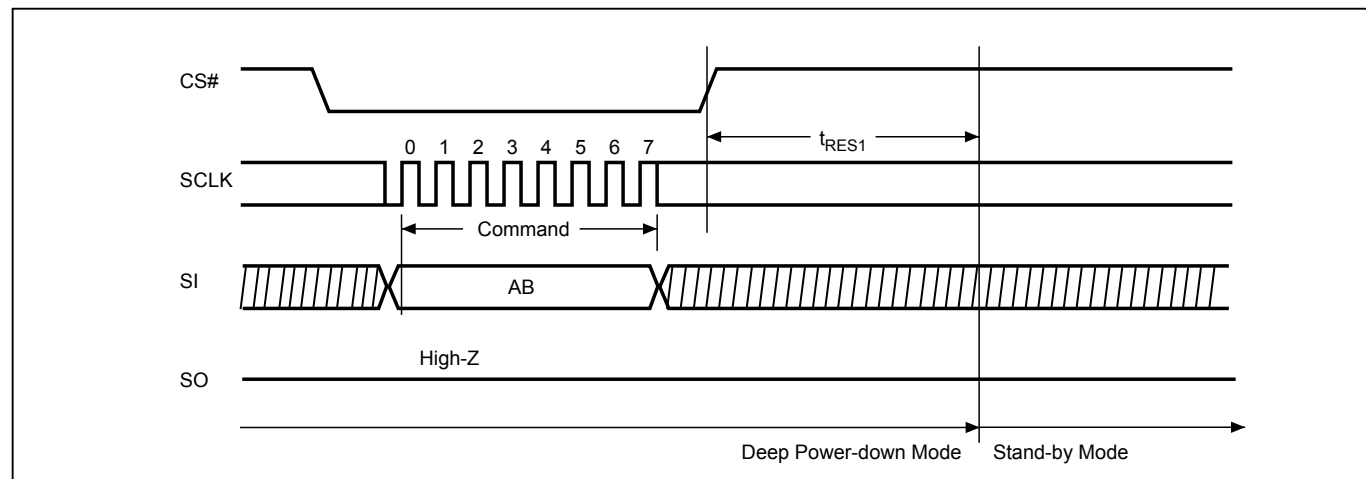 CS#
t_RES1
0 1 2 3 4 5 6 7
SCLK
Command
SI
AB
High-Z
SO
Deep Power-down Mode Stand-by Mode